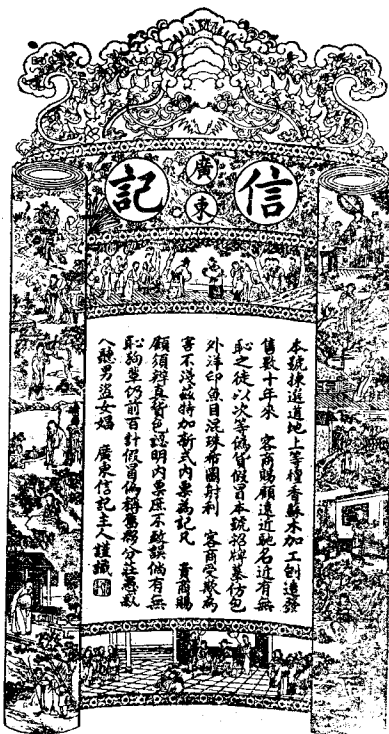 信
廣東
記
本號揀選道地上等檀香蘇木加工刨造發
售數十年來 客商賜顧遠近馳名近有無
恥之徒以次等偽貨假冒本號招牌摹仿包
外洋印魚目混珠希圖射利 客商受欺為
害不淺茲特加新式內票為記凡 貴商賜
顧須辨真貨色認明內票庶不致誤倘有無
恥狗輩仍前百計假冒偽稱舊夥分莊
男盜女娼 廣東信記主人謹識